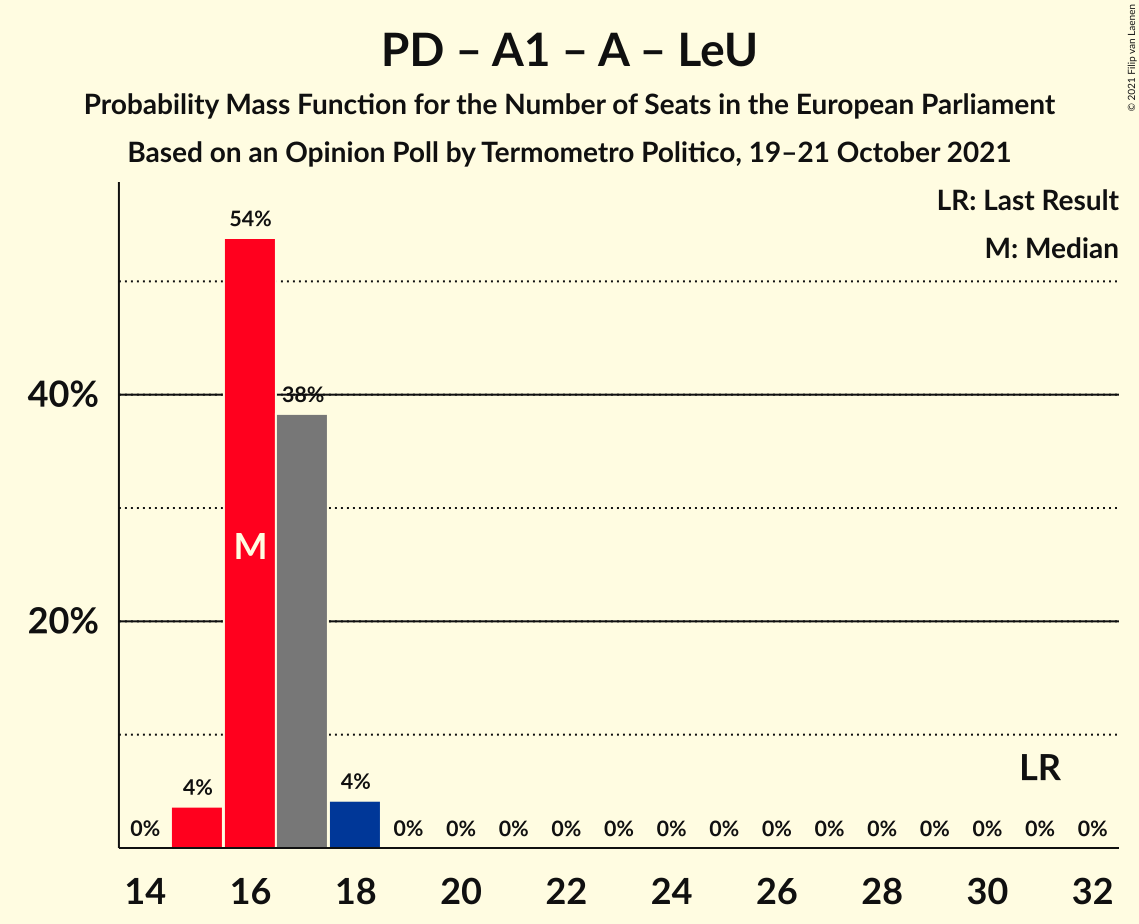 PD – A1 – A – LeU
Probability Mass Function for the Number of Seats in the European Parliament
Based on an Opinion Poll by Termometro Politico, 19–21 October 2021
© 2021 Filip van Laenen
LR: Last Result
M: Median
54%
40%
38%
M
20%
LR
4%
4%
0% 0% 0% 0% 0% 0% 0% 0% 0% 0% 0% 0% 0% 0% 0%
14 16 18 20 22 24 26 28 30 32